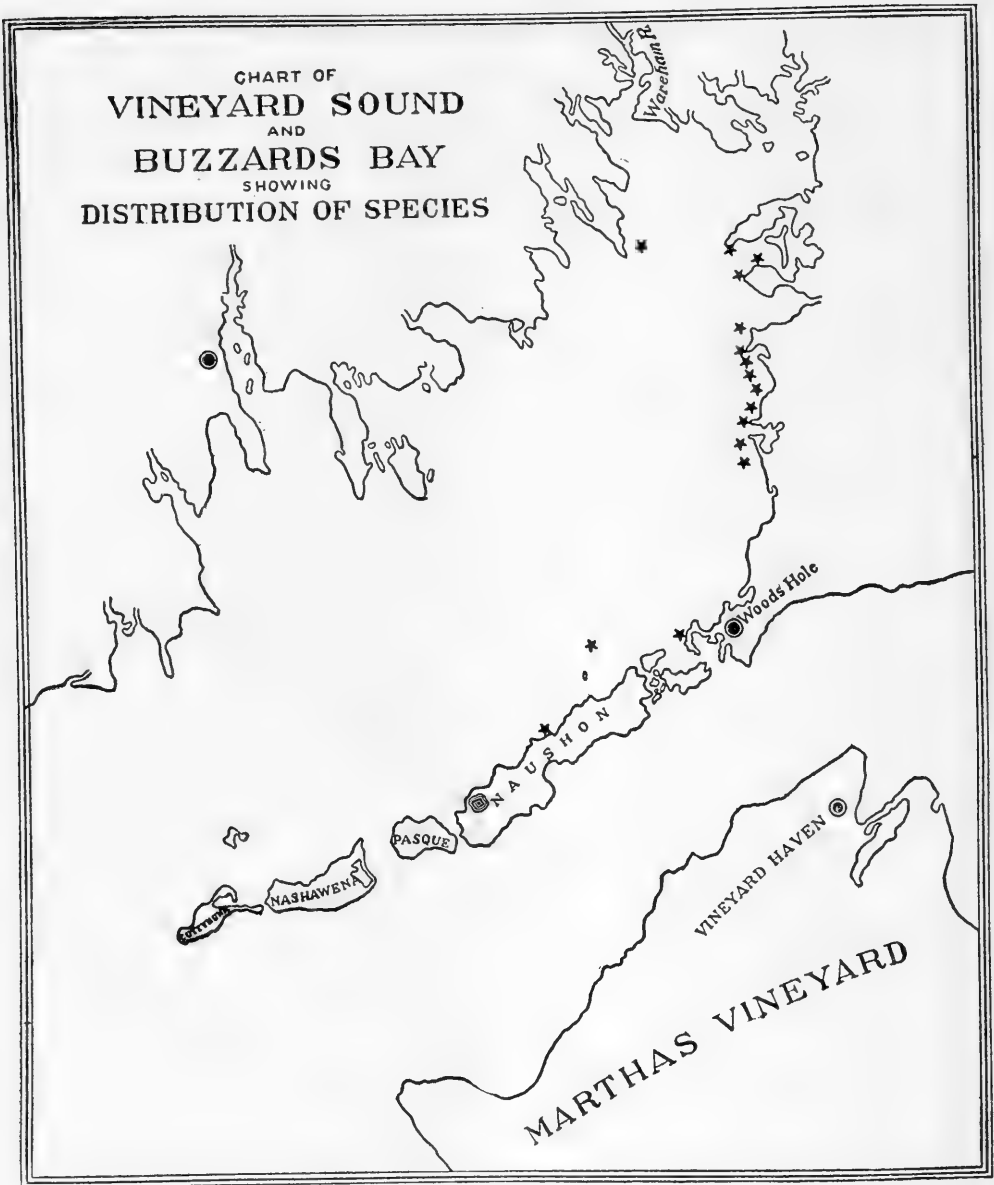 CHART OF
VINEYARD SOUND
AND
BUZZARDS BAY
SHOWING
DISTRIBUTION OF SPECIES
Wareham R.
Woods Hole
NAUSHON
PASQUE
NASHAWENA
VINEYARD HAVEN
MARTHAS VINEYARD